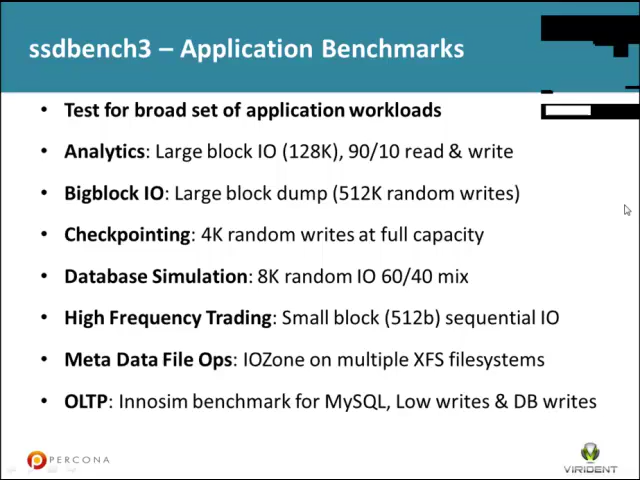 ssdbench3 – Application Benchmarks
• Test for broad set of application workloads
• Analytics: Large block IO (128K), 90/10 read & write
• Bigblock IO: Large block dump (512K random writes)
• Checkpointing: 4K random writes at full capacity
• Database Simulation: 8K random IO 60/40 mix
• High Frequency Trading: Small block (512b) sequential IO
• Meta Data File Ops: IOZone on multiple XFS filesystems
• OLTP: Innosim benchmark for MySQL, Low writes & DB writes
PERCONA
VIRIDENT